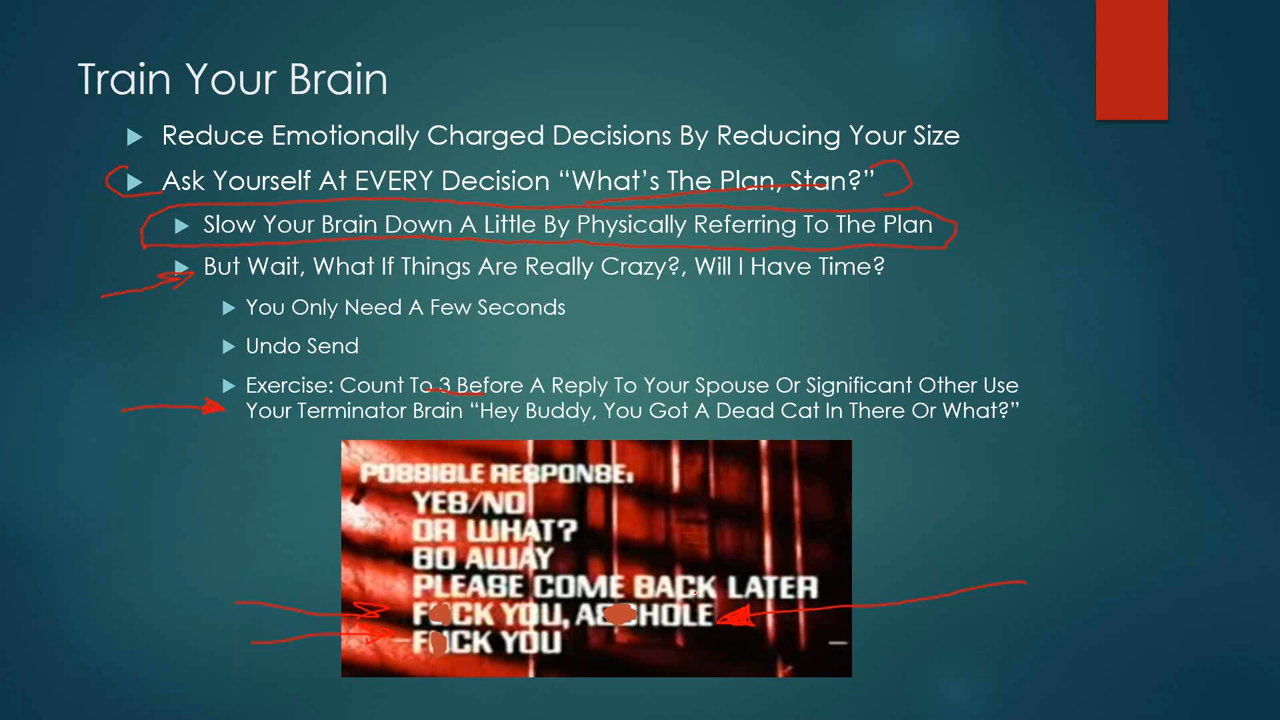 Train Your Brain
Reduce Emotionally Charged Decisions By Reducing Your Size
Ask Yourself At EVERY Decision “What’s The Plan, Stan?”
Slow Your Brain Down A Little By Physically Referring To The Plan
But Wait, What If Things Are Really Crazy?, Will I Have Time?
You Only Need A Few Seconds
Undo Send
Exercise: Count To 3 Before A Reply To Your Spouse Or Significant Other Use
Your Terminator Brain “Hey Buddy, You Got A Dead Cat In There Or What?”
POSSIBLE RESPONSE:
YES/NO
OR WHAT?
GO AWAY
PLEASE COME BACK LATER
YOU,
YOU